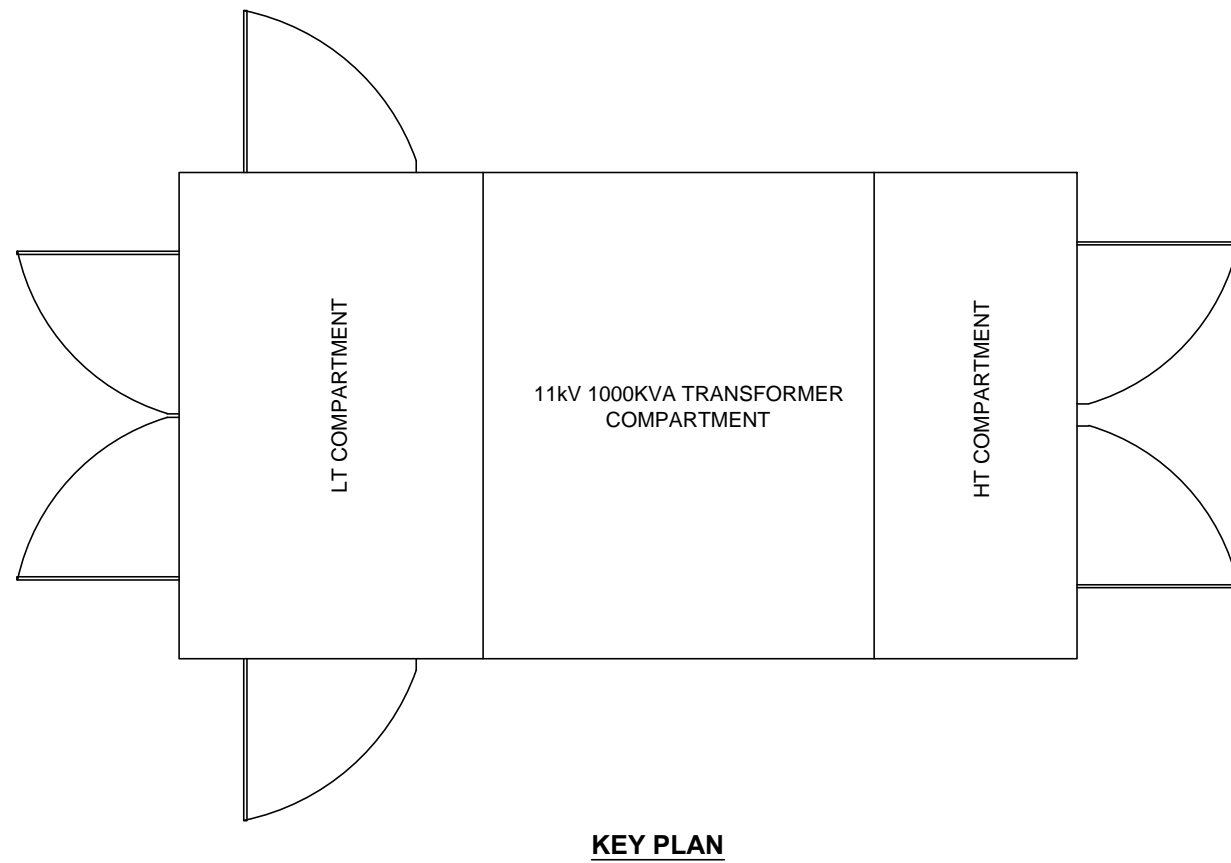 LT COMPARTMENT
11kV 1000KVA TRANSFORMER
COMPARTMENT
HT COMPARTMENT
KEY PLAN